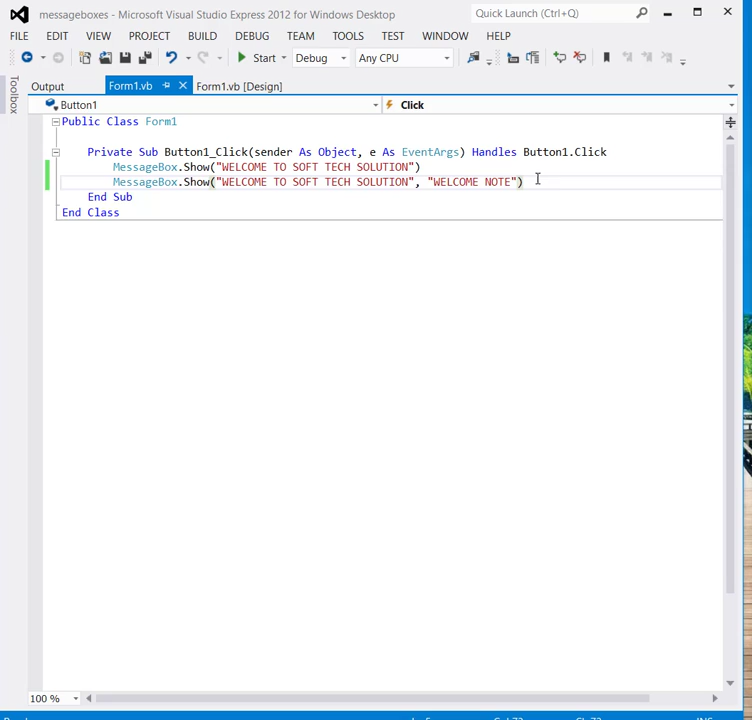 messageboxes - Microsoft Visual Studio Express 2012 for Windows Desktop
Quick Launch (Ctrl+Q)
FILE EDIT VIEW PROJECT BUILD DEBUG TEAM TOOLS TEST WINDOW HELP
Start Debug Any CPU
Toolbox
Output Form1.vb Form1.vb [Design]
Button1 Click
Public Class Form1
Private Sub Button1_Click(sender As Object, e As EventArgs) Handles Button1.Click
MessageBox.Show("WELCOME TO SOFT TECH SOLUTION")
MessageBox.Show("WELCOME TO SOFT TECH SOLUTION", "WELCOME NOTE")
End Sub
End Class
100 %